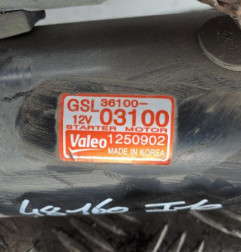 GSL 36100-
12V 03100
STARTER MOTOR
Valeo 1250902
MADE IN KOREA